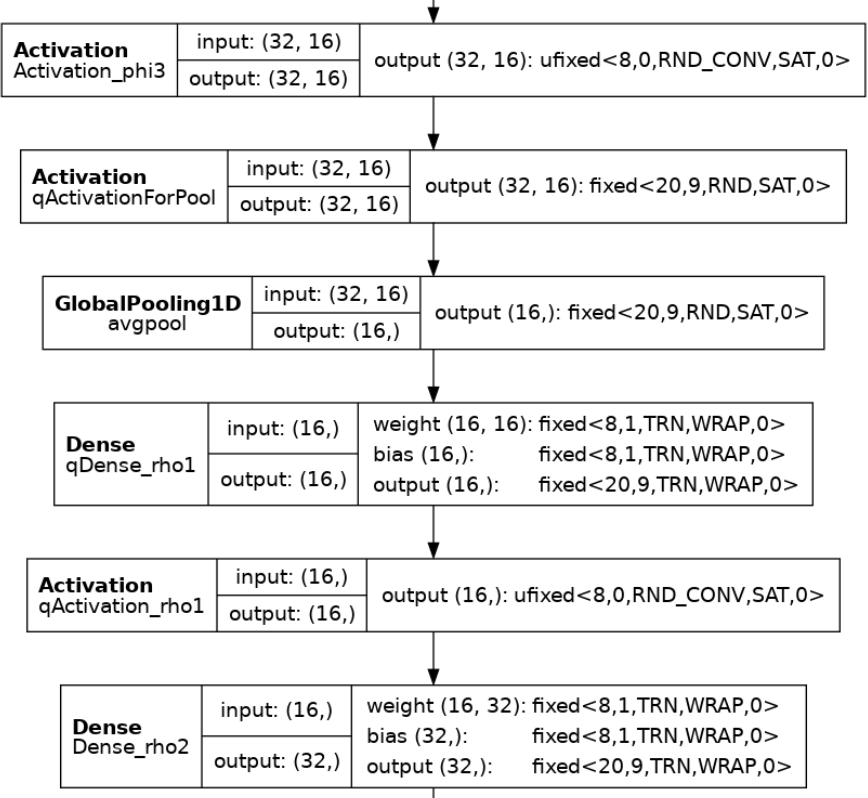 Activation
Activation_phi3
input: (32, 16)
output: (32, 16)
output (32, 16): ufixed<8,0,RND_CONV,SAT,0>
Activation
qActivationForPool
input: (32, 16)
output: (32, 16)
output (32, 16): fixed<20,9,RND,SAT,0>
GlobalPooling1D
avgpool
input: (32, 16)
output: (16,)
output (16,): fixed<20,9,RND,SAT,0>
Dense
qDense_rho1
input: (16,)
output: (16,)
weight (16, 16): fixed<8,1,TRN,WRAP,0>
bias (16,): fixed<8,1,TRN,WRAP,0>
output (16,): fixed<20,9,TRN,WRAP,0>
Activation
qActivation_rho1
input: (16,)
output: (16,)
output (16,): ufixed<8,0,RND_CONV,SAT,0>
Dense
Dense_rho2
input: (16,)
output: (32,)
weight (16, 32): fixed<8,1,TRN,WRAP,0>
bias (32,): fixed<8,1,TRN,WRAP,0>
output (32,): fixed<20,9,TRN,WRAP,0>